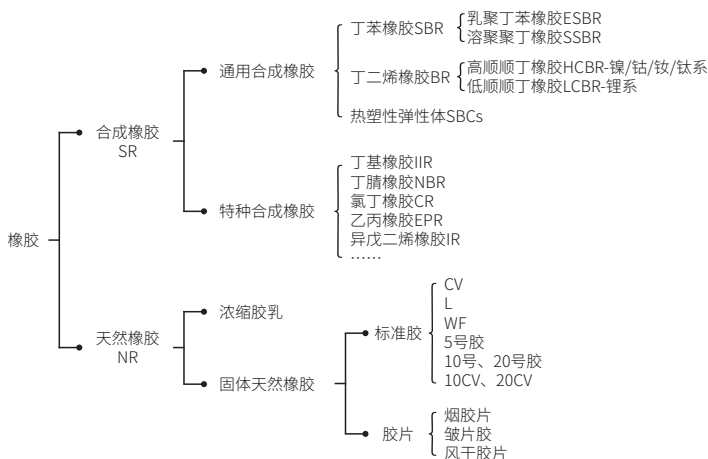 橡胶
合成橡胶
SR
通用合成橡胶
丁苯橡胶SBR
乳聚丁苯橡胶ESBR
溶聚聚丁橡胶SSBR
丁二烯橡胶BR
高顺顺丁橡胶HCBR-镍/钴/钕/钛系
低顺顺丁橡胶LCBR-锂系
热塑性弹性体SBCs
特种合成橡胶
丁基橡胶IIR
丁腈橡胶NBR
氯丁橡胶CR
乙丙橡胶EPR
异戊二烯橡胶IR
……
天然橡胶
NR
浓缩胶乳
固体天然橡胶
标准胶
CV
L
WF
5号胶
10号、20号胶
10CV、20CV
胶片
烟胶片
皱片胶
风干胶片